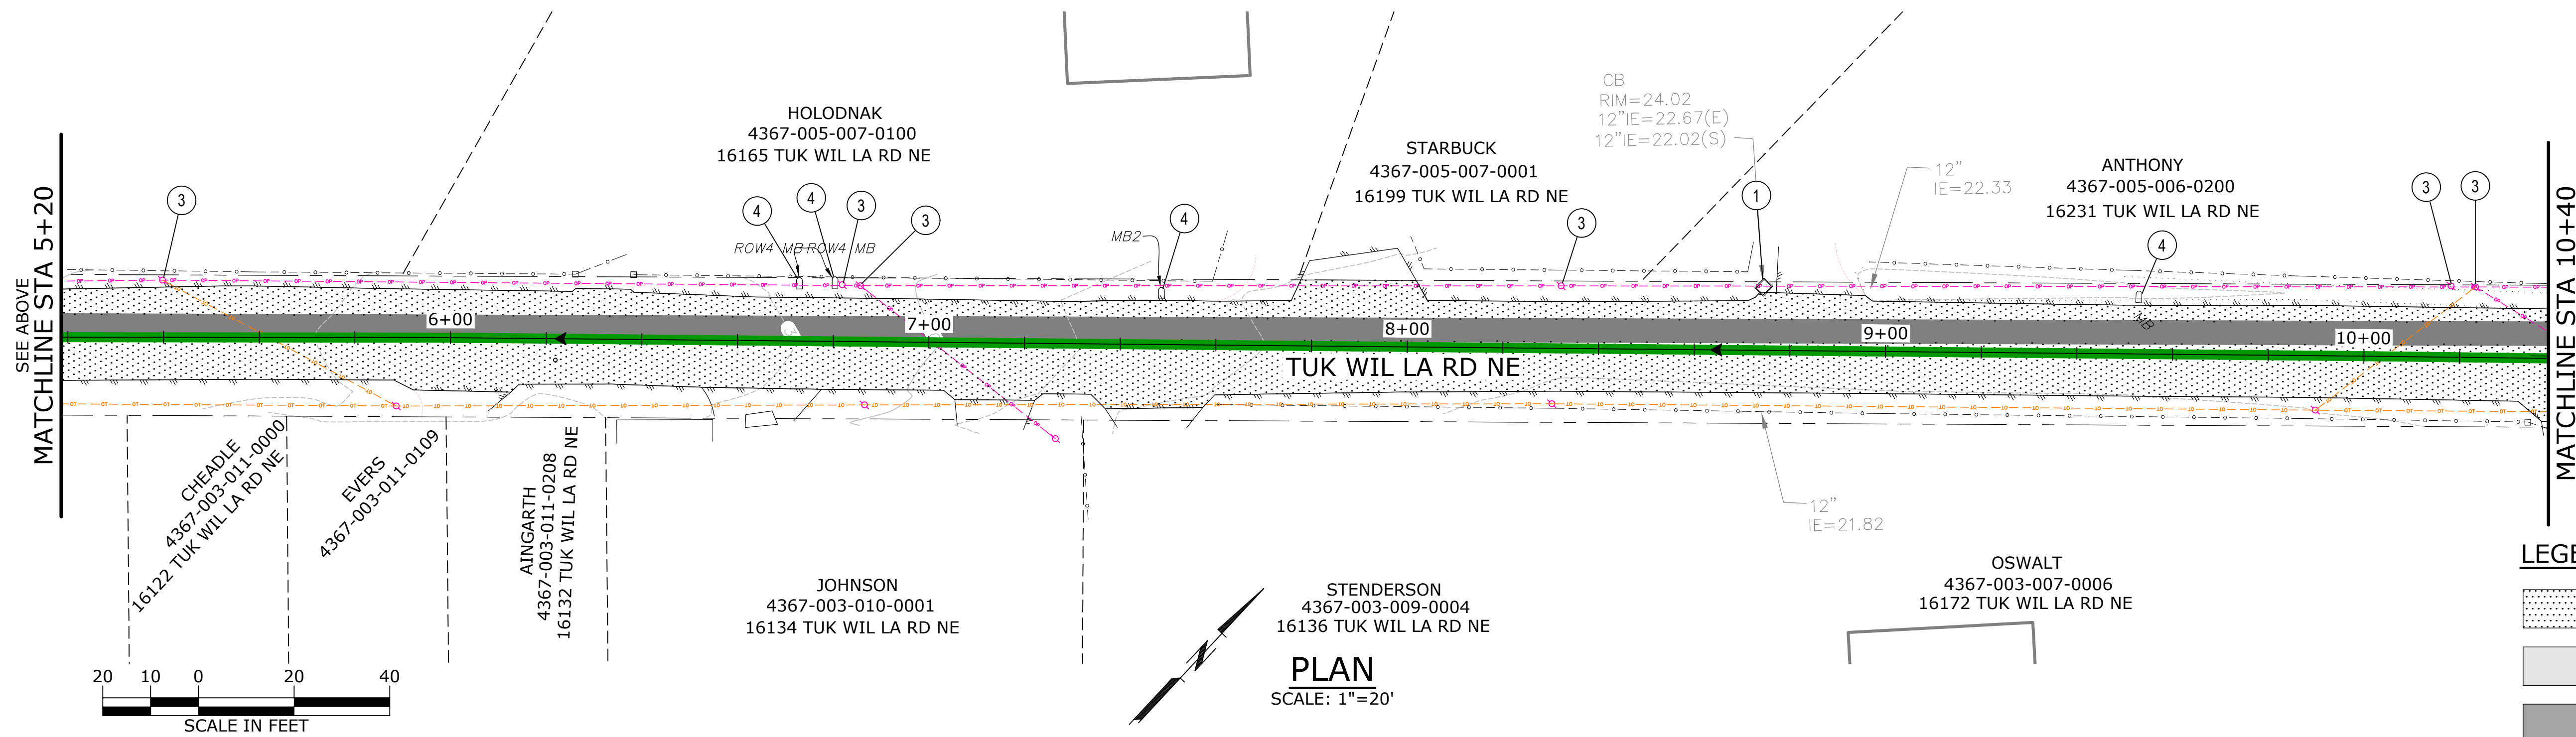 SEE ABOVE
MATCHLINE STA 5+20
HOLODNAK
4367-005-007-0100
16165 TUK WIL LA RD NE
STARBUCK
4367-005-007-0001
16199 TUK WIL LA RD NE
CB
RIM=24.02
12"IE=22.67(E)
12"IE=22.02(S)
12"
IE=22.33
ANTHONY
4367-005-006-0200
16231 TUK WIL LA RD NE
3
4
4
3
3
4
3
1
4
3
3
ROW4 MB
ROW4 MB
MB2
MB
6+00
7+00
8+00
9+00
10+00
TUK WIL LA RD NE
MATCHLINE STA 10+40
CHEADLE
4367-003-011-0000
16122 TUK WIL LA RD NE
EVERS
4367-003-011-0109
AINGARTH
4367-003-011-0208
16132 TUK WIL LA RD NE
JOHNSON
4367-003-010-0001
16134 TUK WIL LA RD NE
STENDERSON
4367-003-009-0004
16136 TUK WIL LA RD NE
12"
IE=21.82
OSWALT
4367-003-007-0006
16172 TUK WIL LA RD NE
PLAN
SCALE: 1"=20'
20 10 0 20 40
SCALE IN FEET
LEGE